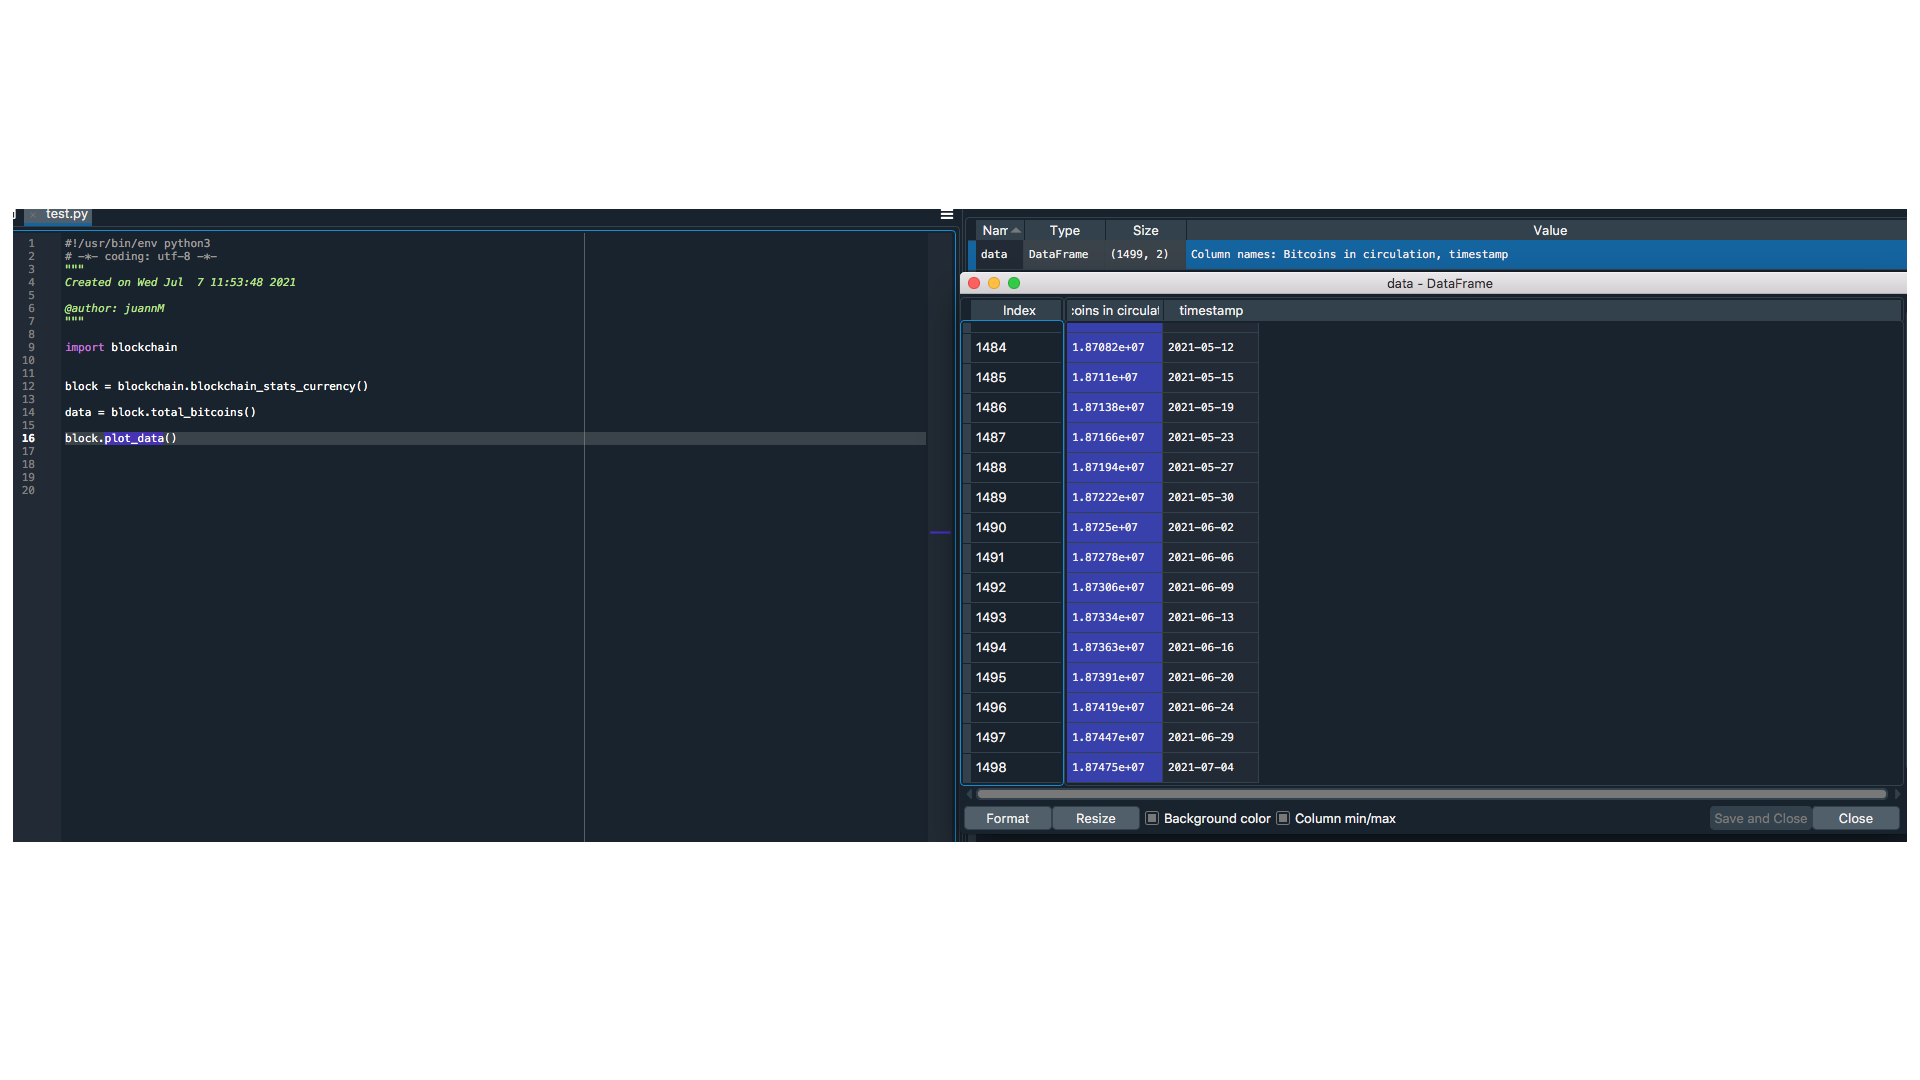 test.py
1 #!/usr/bin/env python3
2 # -*- coding: utf-8 -*-
3 """
4 Created on Wed Jul  7 11:53:48 2021
5
6 @author: juannM
7 """
8
9 import blockchain
10
11
12 block = blockchain.blockchain_stats_currency()
13
14 data = block.total_bitcoins()
15
16 block.plot_data()
17
18
19
20
Nam Type Size Value
data DataFrame (1499, 2) Column names: Bitcoins in circulation, timestamp
data - DataFrame
Index coins in circulat timestamp
1484 1.87082e+07 2021-05-12
1485 1.8711e+07 2021-05-15
1486 1.87138e+07 2021-05-19
1487 1.87166e+07 2021-05-23
1488 1.87194e+07 2021-05-27
1489 1.87222e+07 2021-05-30
1490 1.8725e+07 2021-06-02
1491 1.87278e+07 2021-06-06
1492 1.87306e+07 2021-06-09
1493 1.87334e+07 2021-06-13
1494 1.87363e+07 2021-06-16
1495 1.87391e+07 2021-06-20
1496 1.87419e+07 2021-06-24
1497 1.87447e+07 2021-06-29
1498 1.87475e+07 2021-07-04
Format Resize Background color Column min/max Save and Close Close